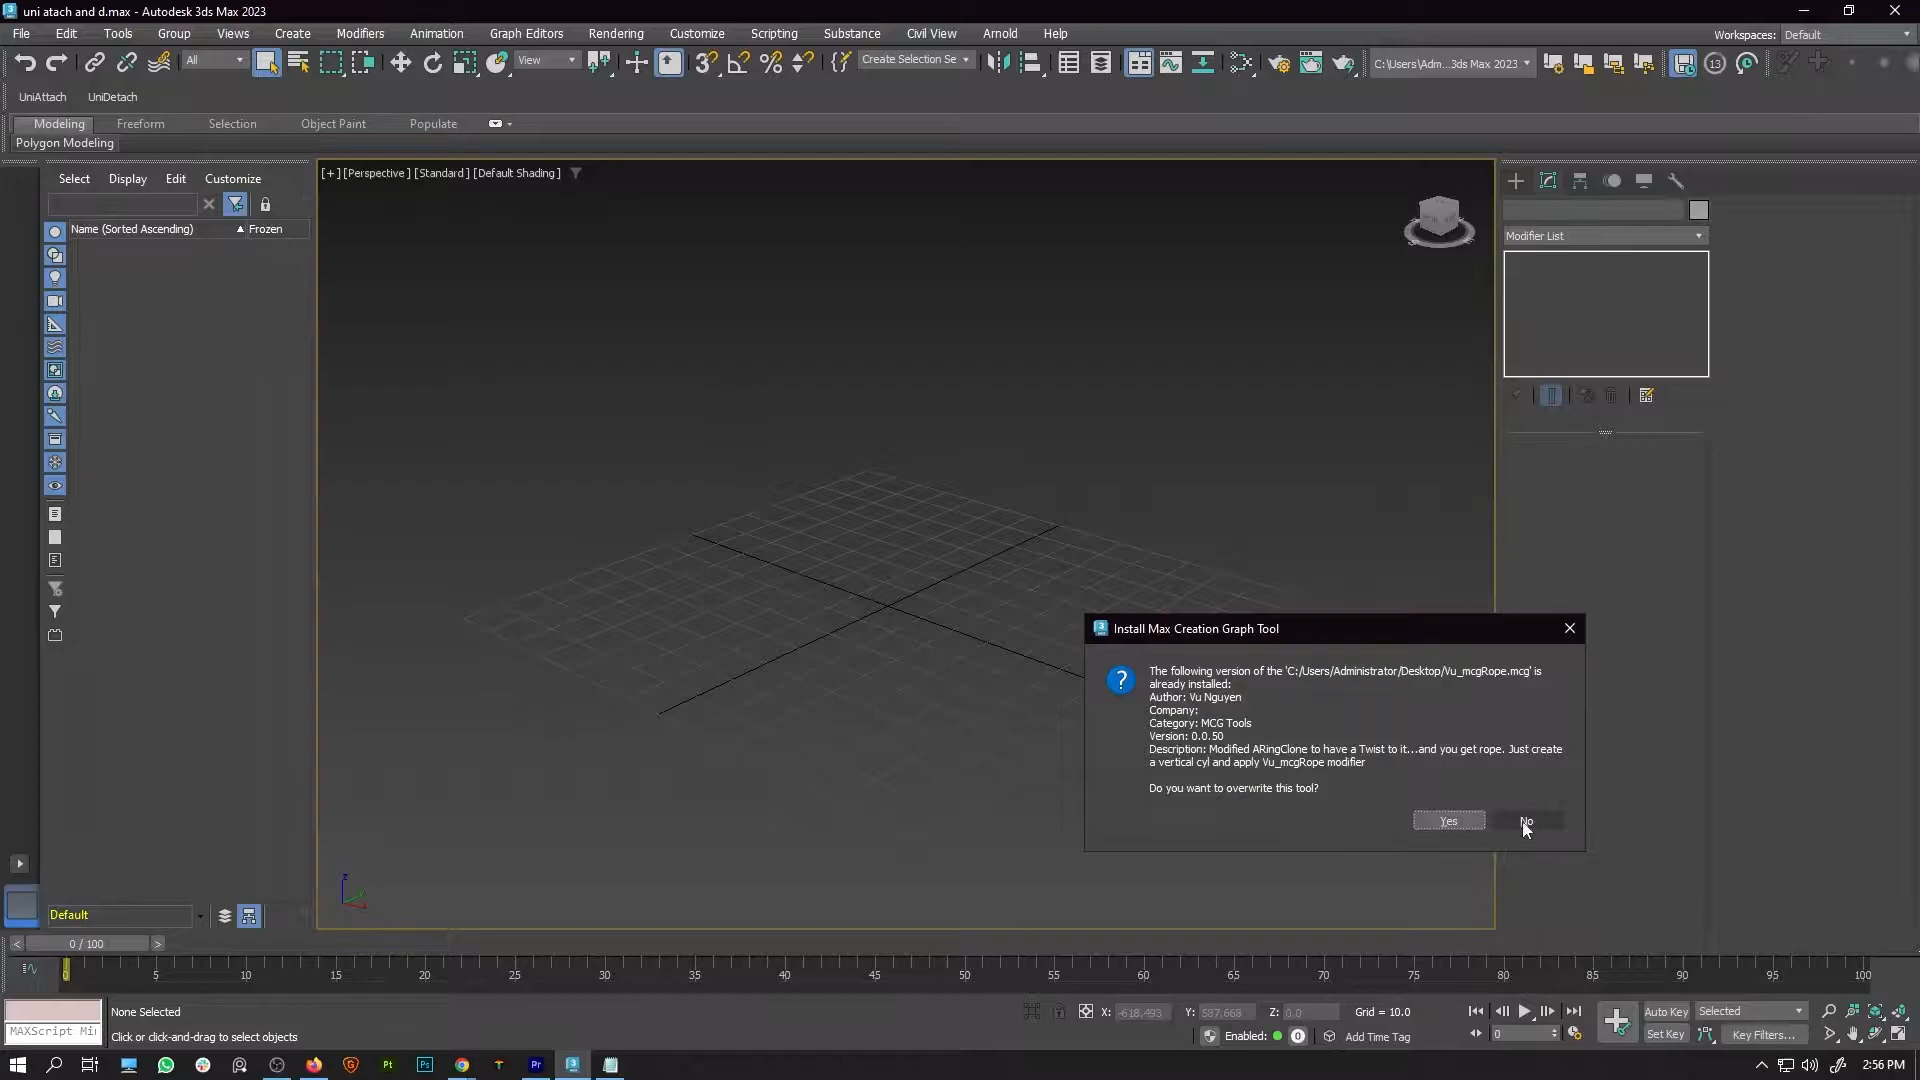 uni atach and d.max - Autodesk 3ds Max 2023
File Edit Tools Group Views Create Modifiers Animation Graph Editors Rendering Customize Scripting Substance Civil View Arnold Help
Workspaces: Default
All View Create Selection Se C:\Users\Adm...3ds Max 2023 13
UniAttach UniDetach
Modeling Freeform Selection Object Paint Populate
Polygon Modeling
Select Display Edit Customize
[+] [Perspective] [Standard] [Default Shading]
Name (Sorted Ascending) Frozen
Modifier List
Install Max Creation Graph Tool
The following version of the 'C:/Users/Administrator/Desktop/Vu_mcgRope.mcg' is
already installed:
Author: Vu Nguyen
Company:
Category: MCG Tools
Version: 0.0.50
Description: Modified ARingClone to have a Twist to it...and you get rope. Just create
a vertical cyl and apply Vu_mcgRope modifier
Do you want to overwrite this tool?
Yes No
Default
0 / 100
0 5 10 15 20 25 30 35 40 45 50 55 60 65 70 75 80 85 90 95 100
None Selected
MAXScript Mi
Click or click-and-drag to select objects
X: -618.493 Y: 587.668 Z: 0.0 Grid = 10.0
Enabled: 0 Add Time Tag
0
Auto Key Selected
Set Key Key Filters...
2:56 PM